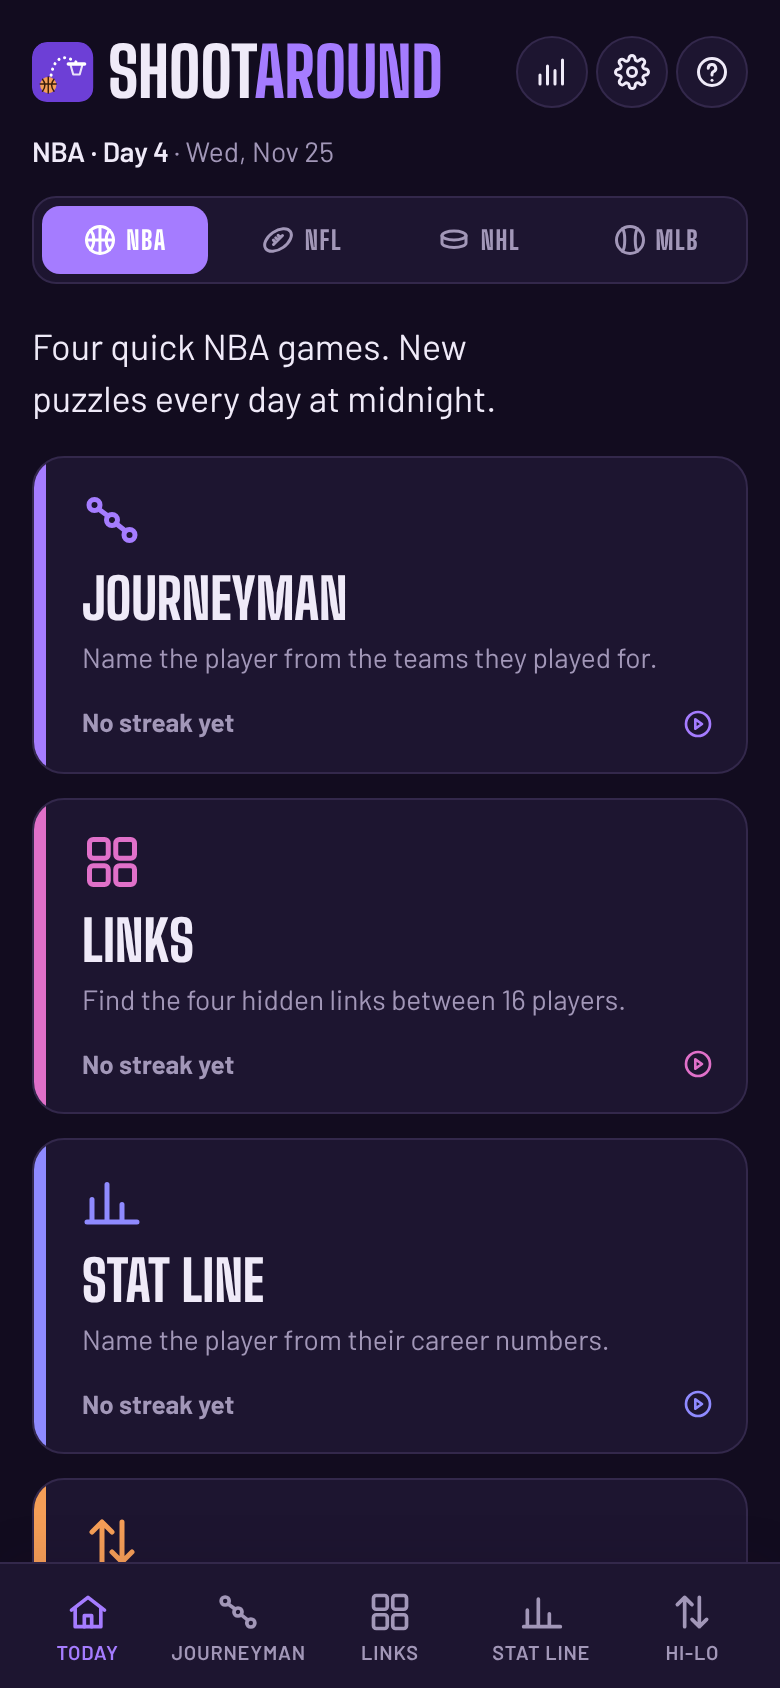 SHOOTAROUND
NBA · Day 4 · Wed, Nov 25
NBA NFL NHL MLB
Four quick NBA games. New
puzzles every day at midnight.
JOURNEYMAN
Name the player from the teams they played for.
No streak yet
LINKS
Find the four hidden links between 16 players.
No streak yet
STAT LINE
Name the player from their career numbers.
No streak yet
TODAY JOURNEYMAN LINKS STAT LINE HI-LO